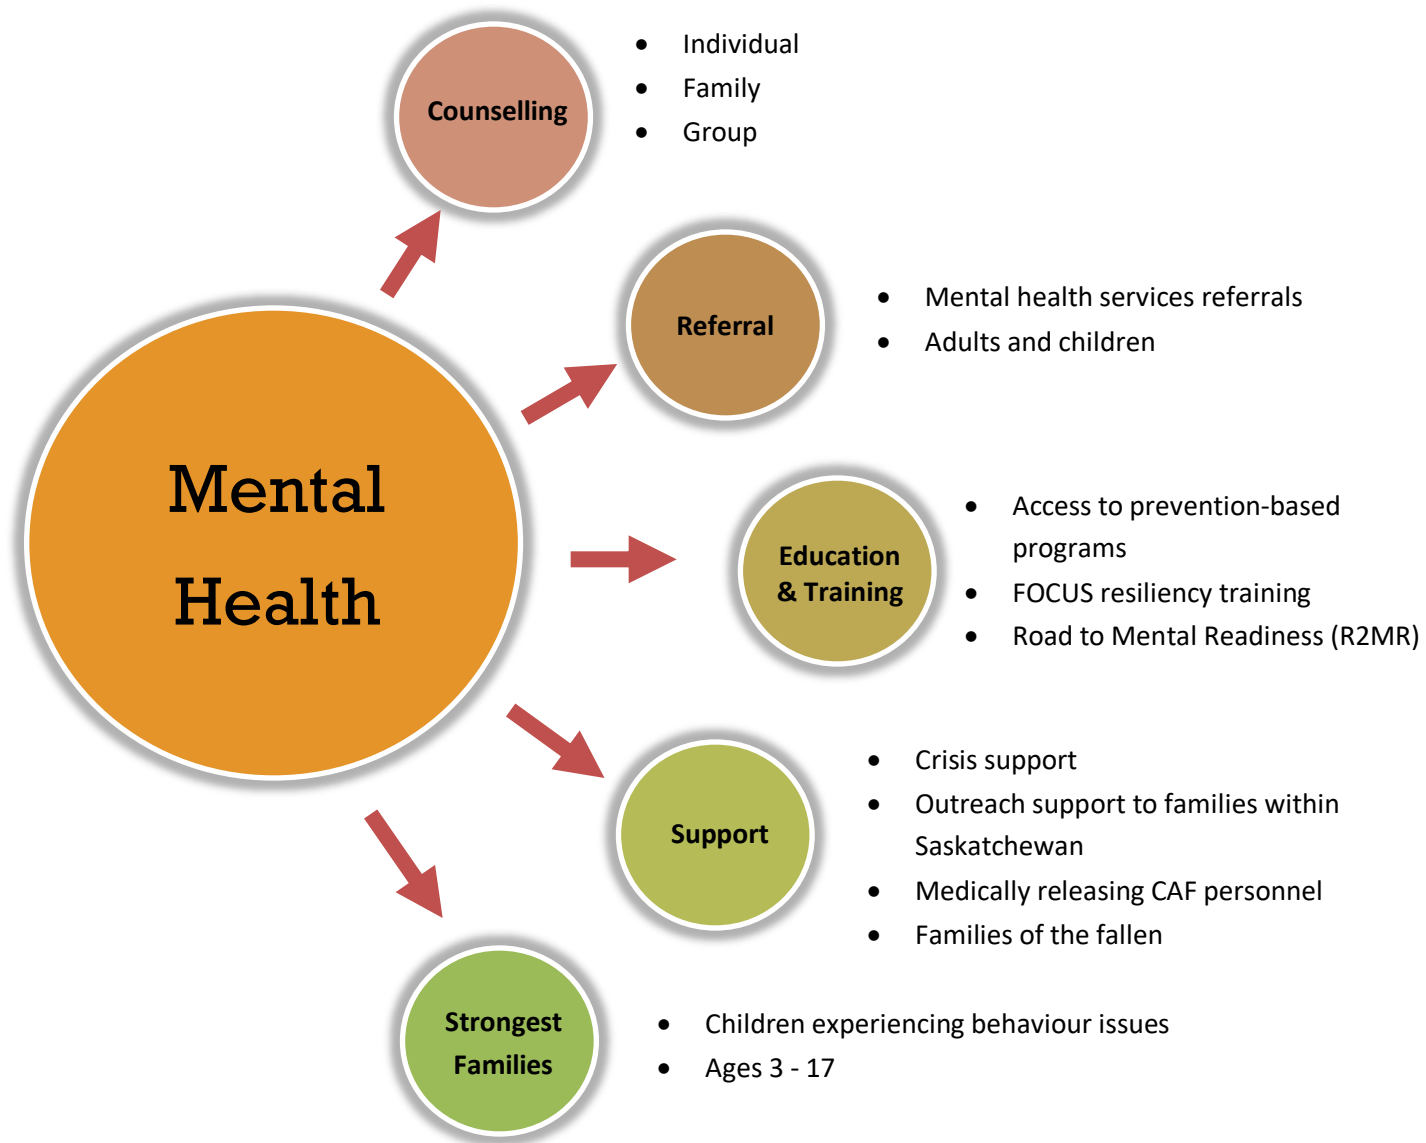 Counselling
• Individual
• Family
• Group
Mental
Health
Referral
• Mental health services referrals
• Adults and children
Education
& Training
• Access to prevention-based
programs
• FOCUS resiliency training
• Road to Mental Readiness (R2MR)
Support
• Crisis support
• Outreach support to families within
Saskatchewan
• Medically releasing CAF personnel
• Families of the fallen
Strongest
Families
• Children experiencing behaviour issues
• Ages 3 - 17